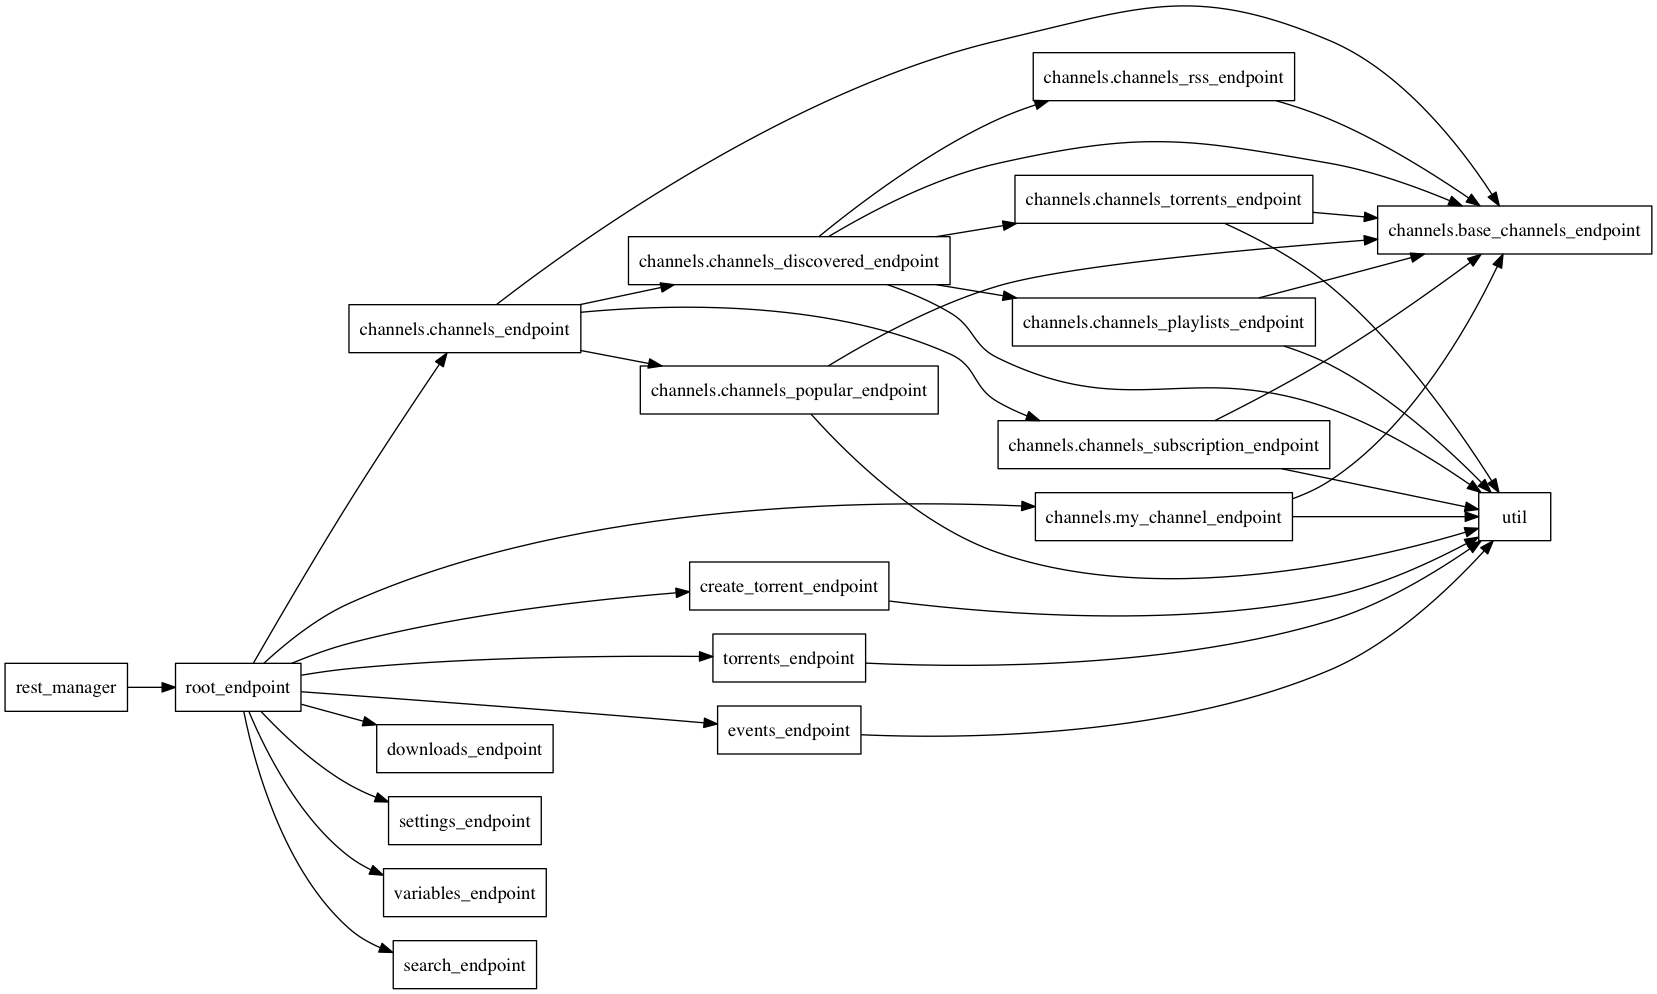 channels.channels_rss_endpoint
channels.channels_torrents_endpoint
channels.base_channels_endpoint
channels.channels_discovered_endpoint
channels.channels_endpoint
channels.channels_playlists_endpoint
channels.channels_popular_endpoint
channels.channels_subscription_endpoint
channels.my_channel_endpoint
util
create_torrent_endpoint
torrents_endpoint
rest_manager
root_endpoint
events_endpoint
downloads_endpoint
settings_endpoint
variables_endpoint
search_endpoint